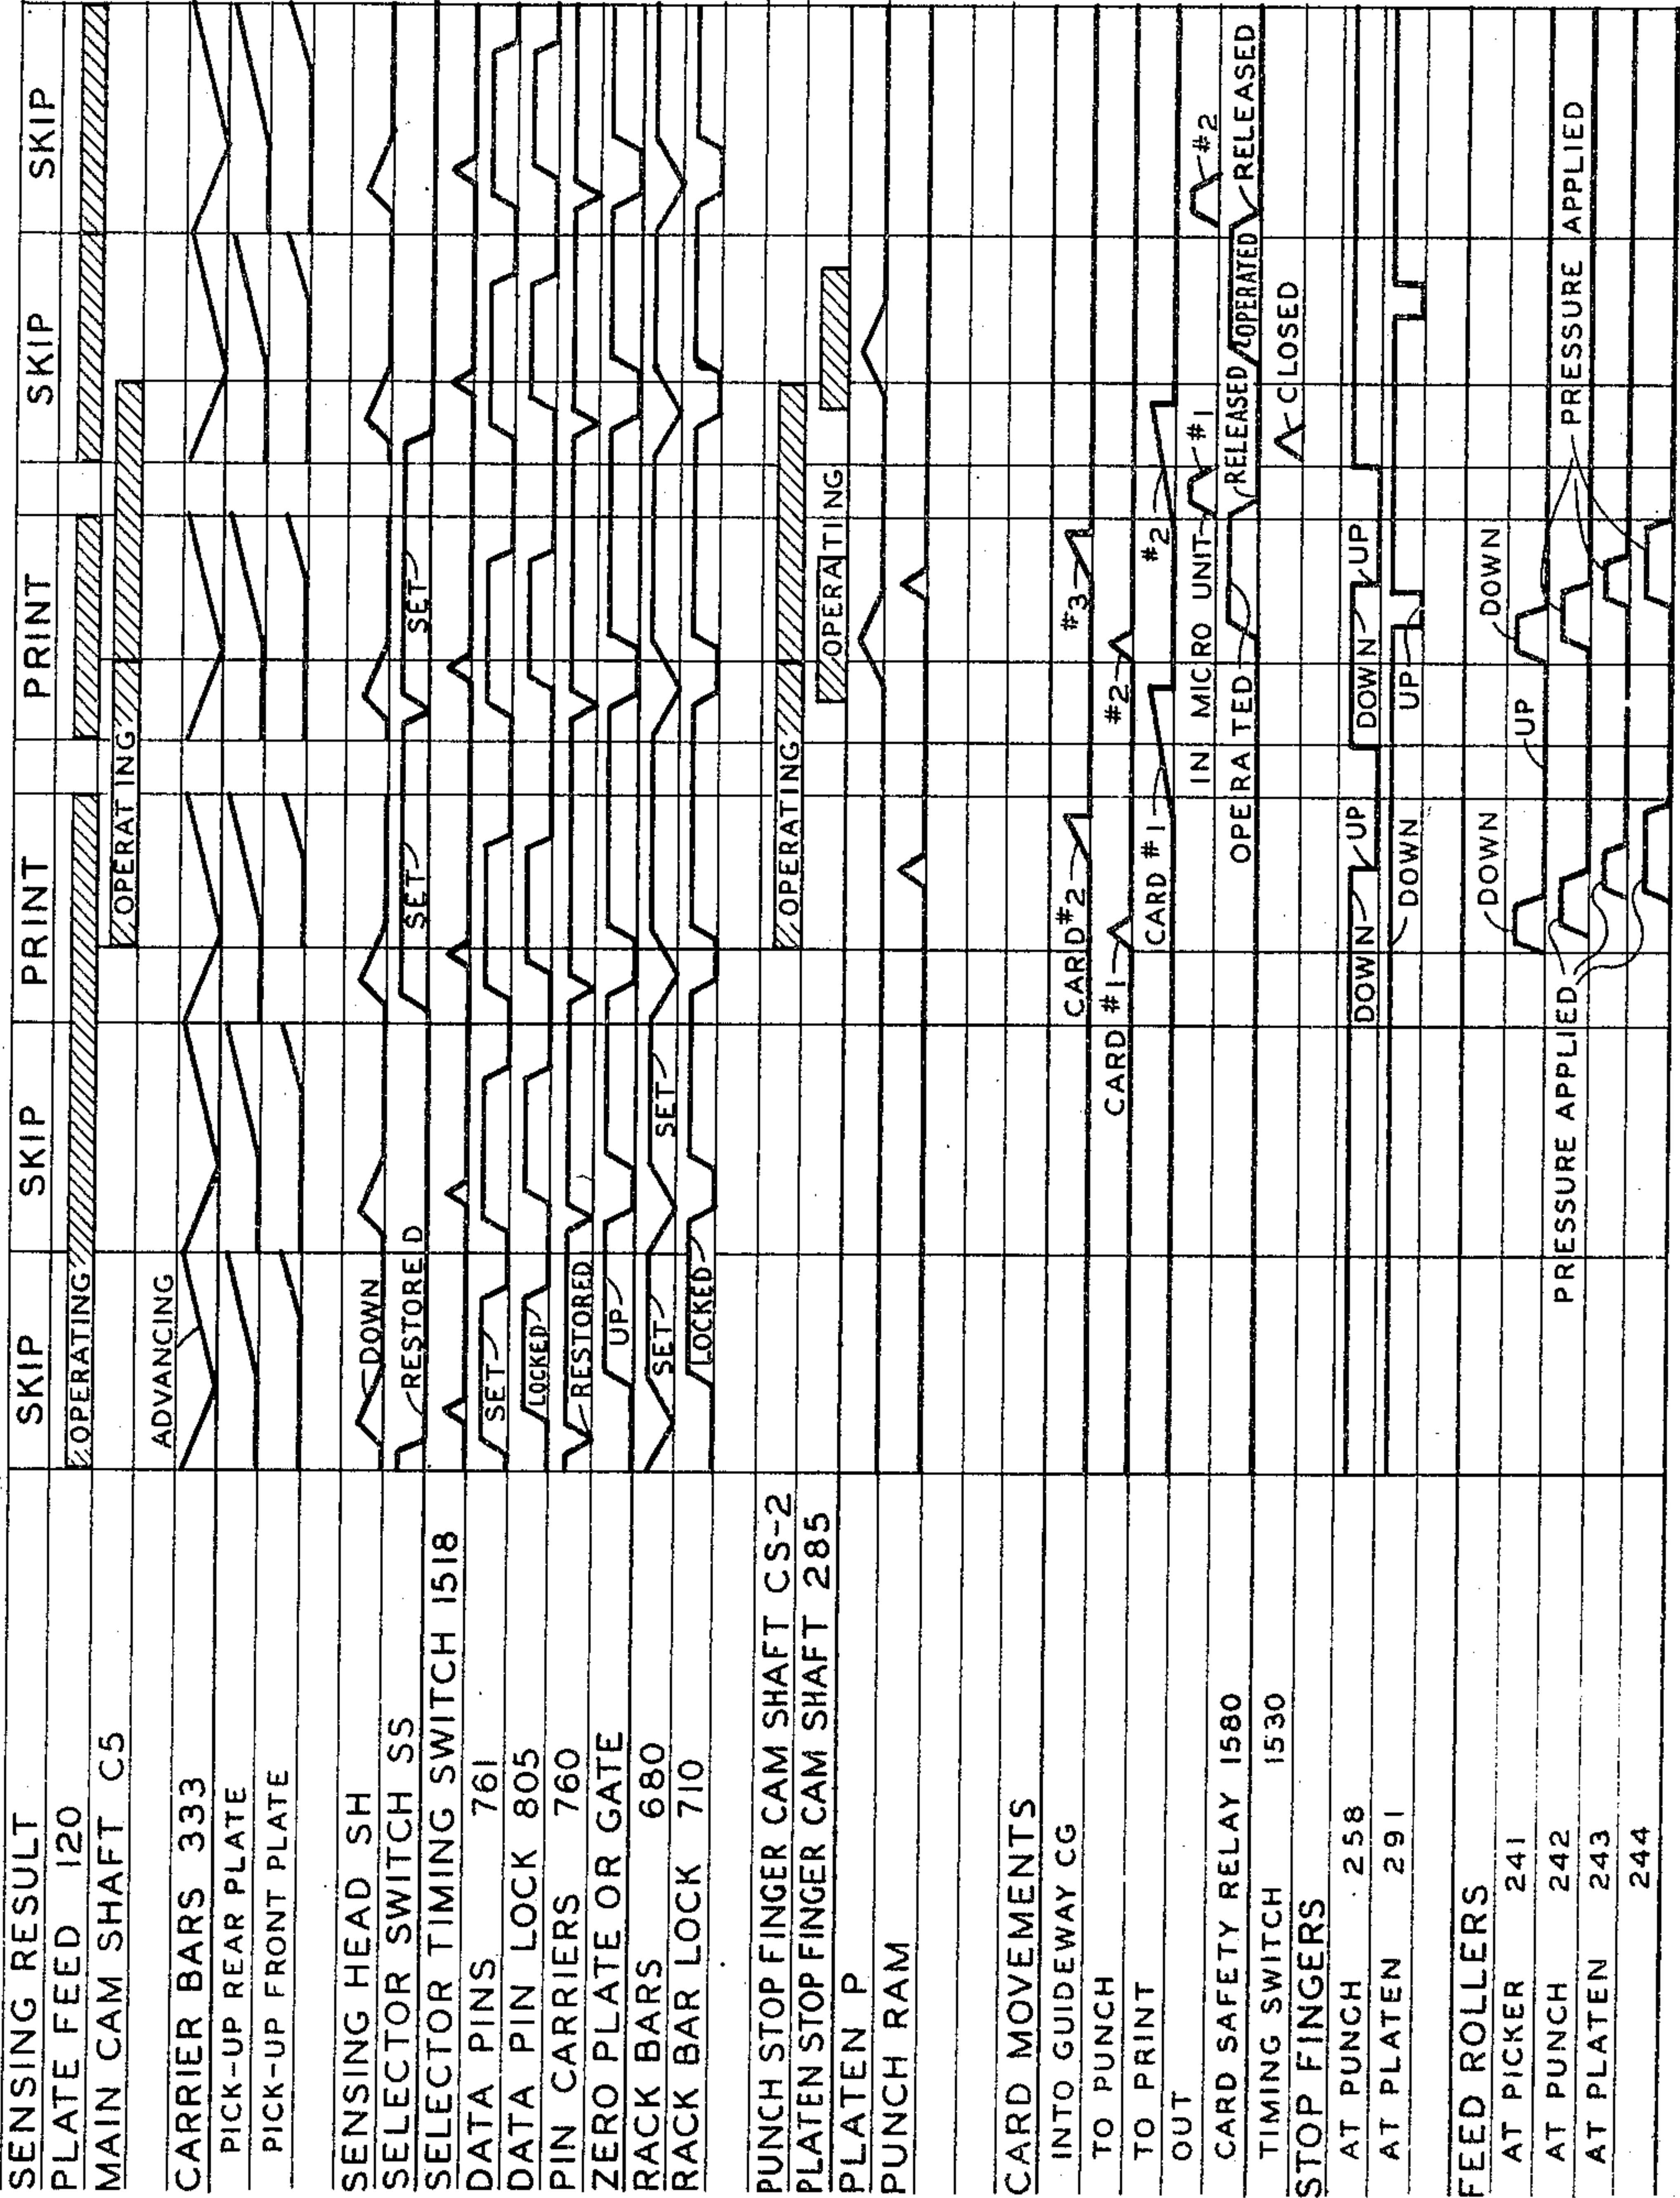 SENSING RESULT SKIP SKIP PRINT PRINT SKIP SKIP
PLATE FEED 120 OPERATING
MAIN CAM SHAFT C5 OPERATING
CARRIER BARS 333 ADVANCING
PICK-UP REAR PLATE
PICK-UP FRONT PLATE
SENSING HEAD SH DOWN
SELECTOR SWITCH SS RESTORED SET SET
SELECTOR TIMING SWITCH 1518
DATA PINS 761 SET
DATA PIN LOCK 805 LOCKED
PIN CARRIERS 760 RESTORED
ZERO PLATE OR GATE UP
RACK BARS 680 SET SET
RACK BAR LOCK 710 LOCKED
PUNCH STOP FINGER CAM SHAFT CS-2 OPERATING
PLATEN STOP FINGER CAM SHAFT 285 OPERATING
PLATEN P
PUNCH RAM
CARD MOVEMENTS
INTO GUIDEWAY CG CARD #2 #3
TO PUNCH CARD #1 #2
TO PRINT CARD #1 #2
OUT IN MICRO UNIT #1 #2
CARD SAFETY RELAY 1580 OPERATED RELEASED OPERATED RELEASED
TIMING SWITCH 1530 CLOSED
STOP FINGERS
AT PUNCH 258 DOWN UP DOWN UP
AT PLATEN 291 DOWN UP
FEED ROLLERS
AT PICKER 241 DOWN UP DOWN
AT PUNCH 242 PRESSURE APPLIED PRESSURE APPLIED
AT PLATEN 243
244